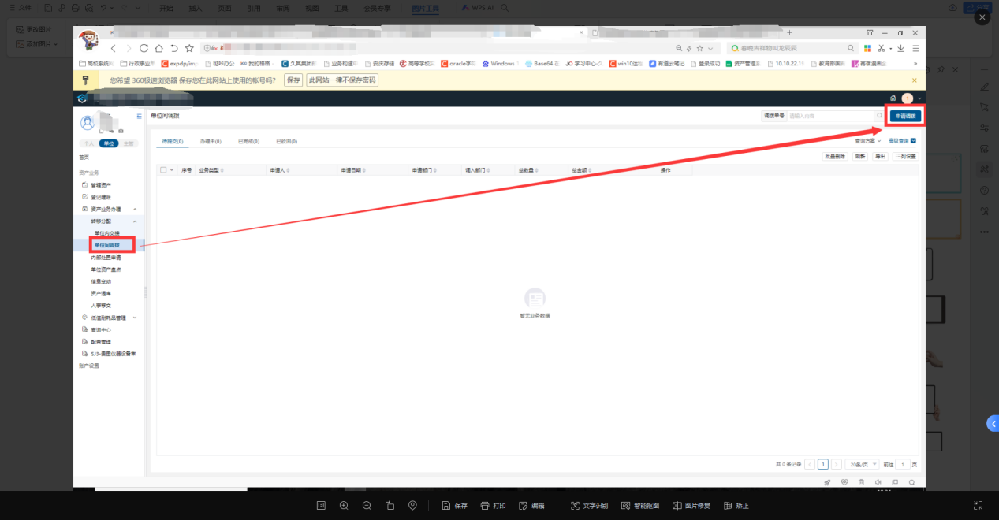 三 文件 开始 插入 页面 引用 审阅 视图 工具 会员专享 图片工具 WPS AI 分享
更改图片
添加图片
春晚吉祥物叫龙辰辰
高校系统 行政事业 expdp/imp 哒咩办公 我的格格 久其集团 业务构建 安庆存储 高等学校 oracle字符 Windows Base64 JO 学习中心 win10远程 有道云笔记 登录成功 资产管理系 10.10.22.1 教育部国 看微漫画
您希望 360极速浏览器 保存您在此网站上使用的帐号吗? 保存 此网站一律不保存密码
单位间调拨 调拨单号 请输入内容 申请调拨
个人 单位 主管
待提交(0) 办理中(0) 已完成(0) 已驳回(0) 查询方案 高级查询
首页
批量删除 刷新 导出 列设置
资产业务
序号 业务类型 申请人 申请日期 申请部门 调入部门 总数量 总金额 操作
管理资产
登记建账
资产业务办理
转移分配
单位内交接
单位间调拨
内部处置申请
单位资产盘点
信息变动
资产退库
人事移交
暂无业务数据
低值耐耗品管理
查询中心
配置管理
SJ3-贵重仪器设备审
账户设置
共 0 条记录 1 20条/页 前往 1 页
1:1 保存 打印 编辑 文字识别 智能抠图 图片修复 矫正